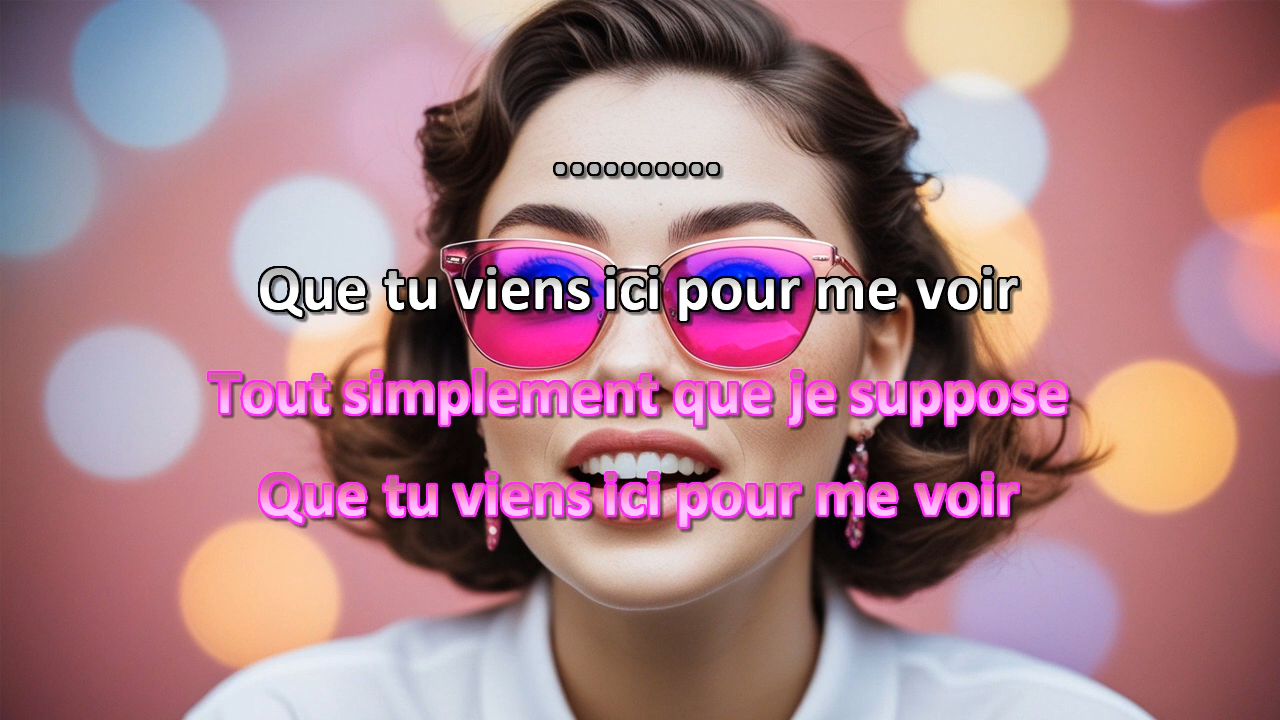 ..........
Que tu viens ici pour me voir
Tout simplement que je suppose
Que tu viens ici pour me voir